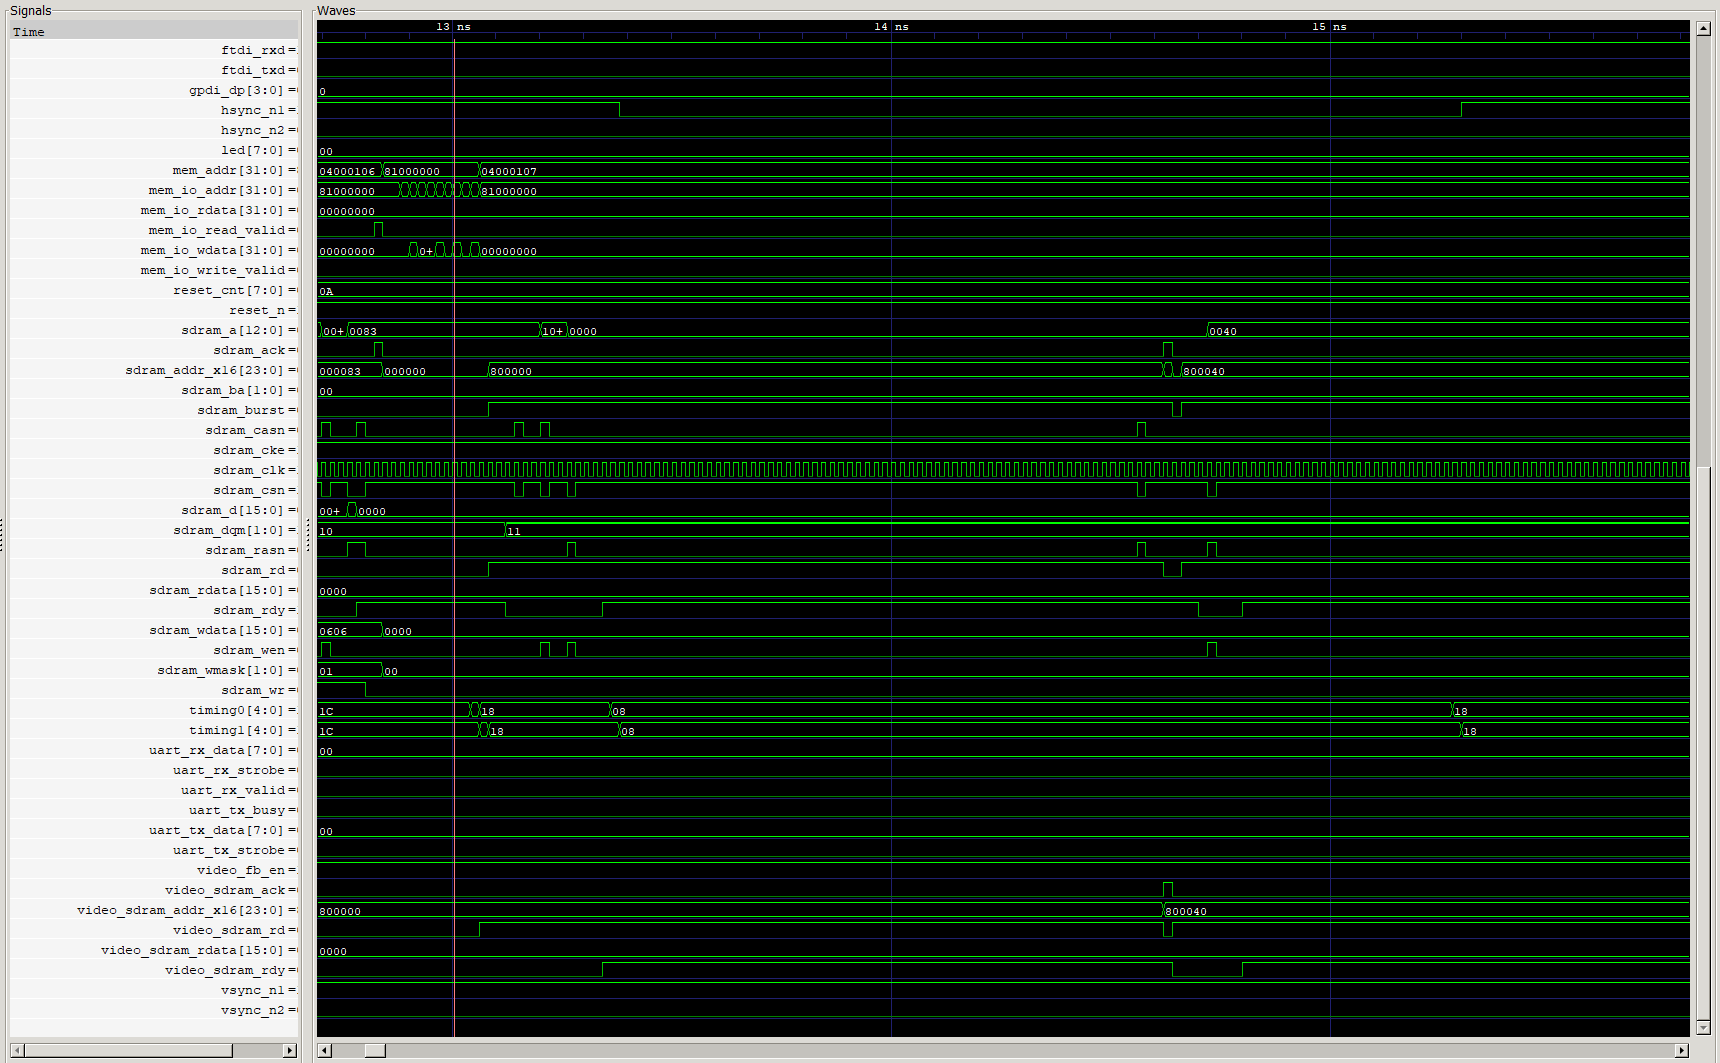 Signals Waves
Time 13 ns 14 ns 15 ns
ftdi_rxd =
ftdi_txd =
gpdi_dp[3:0] = 0
hsync_n1 =
hsync_n2 =
led[7:0] = 00
mem_addr[31:0] = 04000106 81000000 04000107
mem_io_addr[31:0] = 81000000 81000000
mem_io_rdata[31:0] = 00000000
mem_io_read_valid =
mem_io_wdata[31:0] = 00000000 0+ 00000000
mem_io_write_valid =
reset_cnt[7:0] = 0A
reset_n =
sdram_a[12:0] = 00+ 0083 10+ 0000 0040
sdram_ack =
sdram_addr_x16[23:0] = 000083 000000 800000 800040
sdram_ba[1:0] = 00
sdram_burst =
sdram_casn =
sdram_cke =
sdram_clk =
sdram_csn =
sdram_d[15:0] = 00+ 0000
sdram_dqm[1:0] = 10 11
sdram_rasn =
sdram_rd =
sdram_rdata[15:0] = 0000
sdram_rdy =
sdram_wdata[15:0] = 0606 0000
sdram_wen =
sdram_wmask[1:0] = 01 00
sdram_wr =
timing0[4:0] = 1C 18 08 18
timing1[4:0] = 1C 18 08 18
uart_rx_data[7:0] = 00
uart_rx_strobe =
uart_rx_valid =
uart_tx_busy =
uart_tx_data[7:0] = 00
uart_tx_strobe =
video_fb_en =
video_sdram_ack =
video_sdram_addr_x16[23:0] = 800000 800040
video_sdram_rd =
video_sdram_rdata[15:0] = 0000
video_sdram_rdy =
vsync_n1 =
vsync_n2 =